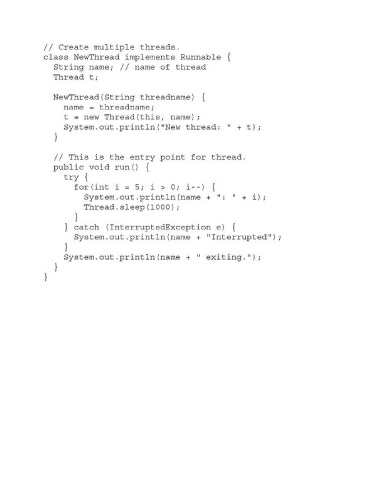 // Create multiple threads.
class NewThread implements Runnable {
String name; // name of thread
Thread t;
NewThread(String threadname) {
name = threadname;
t = new Thread(this, name);
System.out.println("New thread: " + t);
}
// This is the entry point for thread.
public void run() {
try {
for(int i = 5; i > 0; i--) {
System.out.println(name + ": " + i);
Thread.sleep(1000);
}
} catch (InterruptedException e) {
System.out.println(name + "Interrupted");
}
System.out.println(name + " exiting.");
}
}